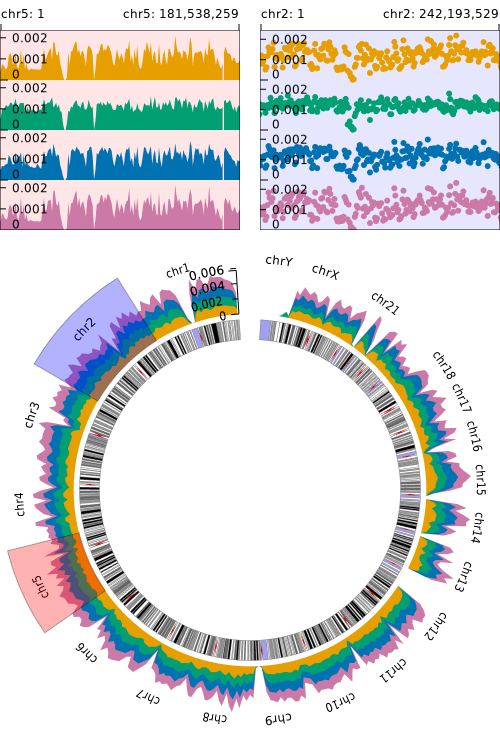 chr5: 1 chr5: 181,538,259 chr2: 1 chr2: 242,193,529
0.002 0.002
0.001 0.001
0 0
0.002 0.002
0.001 0.001
0 0
0.002 0.002
0.001 0.001
0 0
0.002 0.002
0.001 0.001
0 0
chrY
chrX
chr1
0.006
0.004
0.002
0
chr21
chr2
chr18
chr17
chr3
chr16
chr15
chr4
chr14
chr13
chr5
chr12
chr6
chr11
chr7
chr10
chr8
chr9